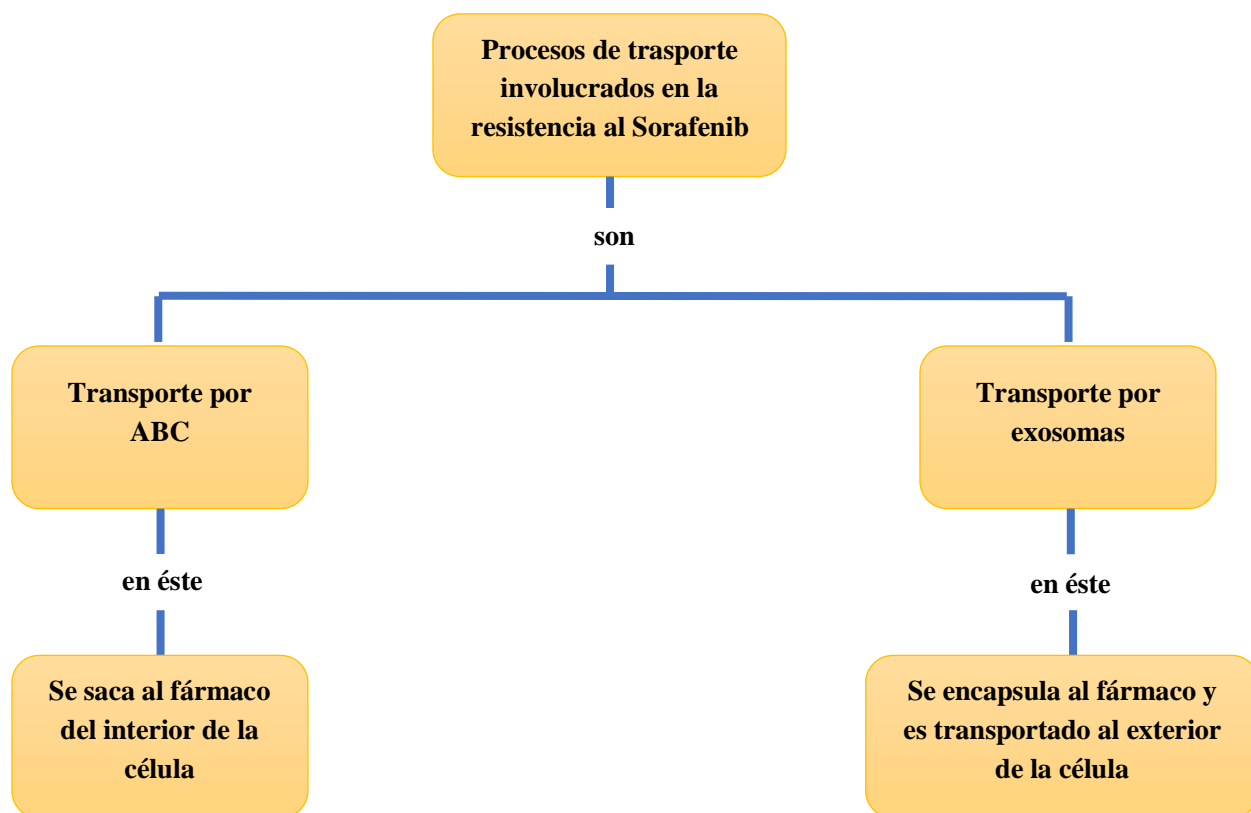 Procesos de trasporte
involucrados en la
resistencia al Sorafenib
son
Transporte por
ABC
Transporte por
exosomas
en éste
en éste
Se saca al fármaco
del interior de la
célula
Se encapsula al fármaco y
es transportado al exterior
de la célula